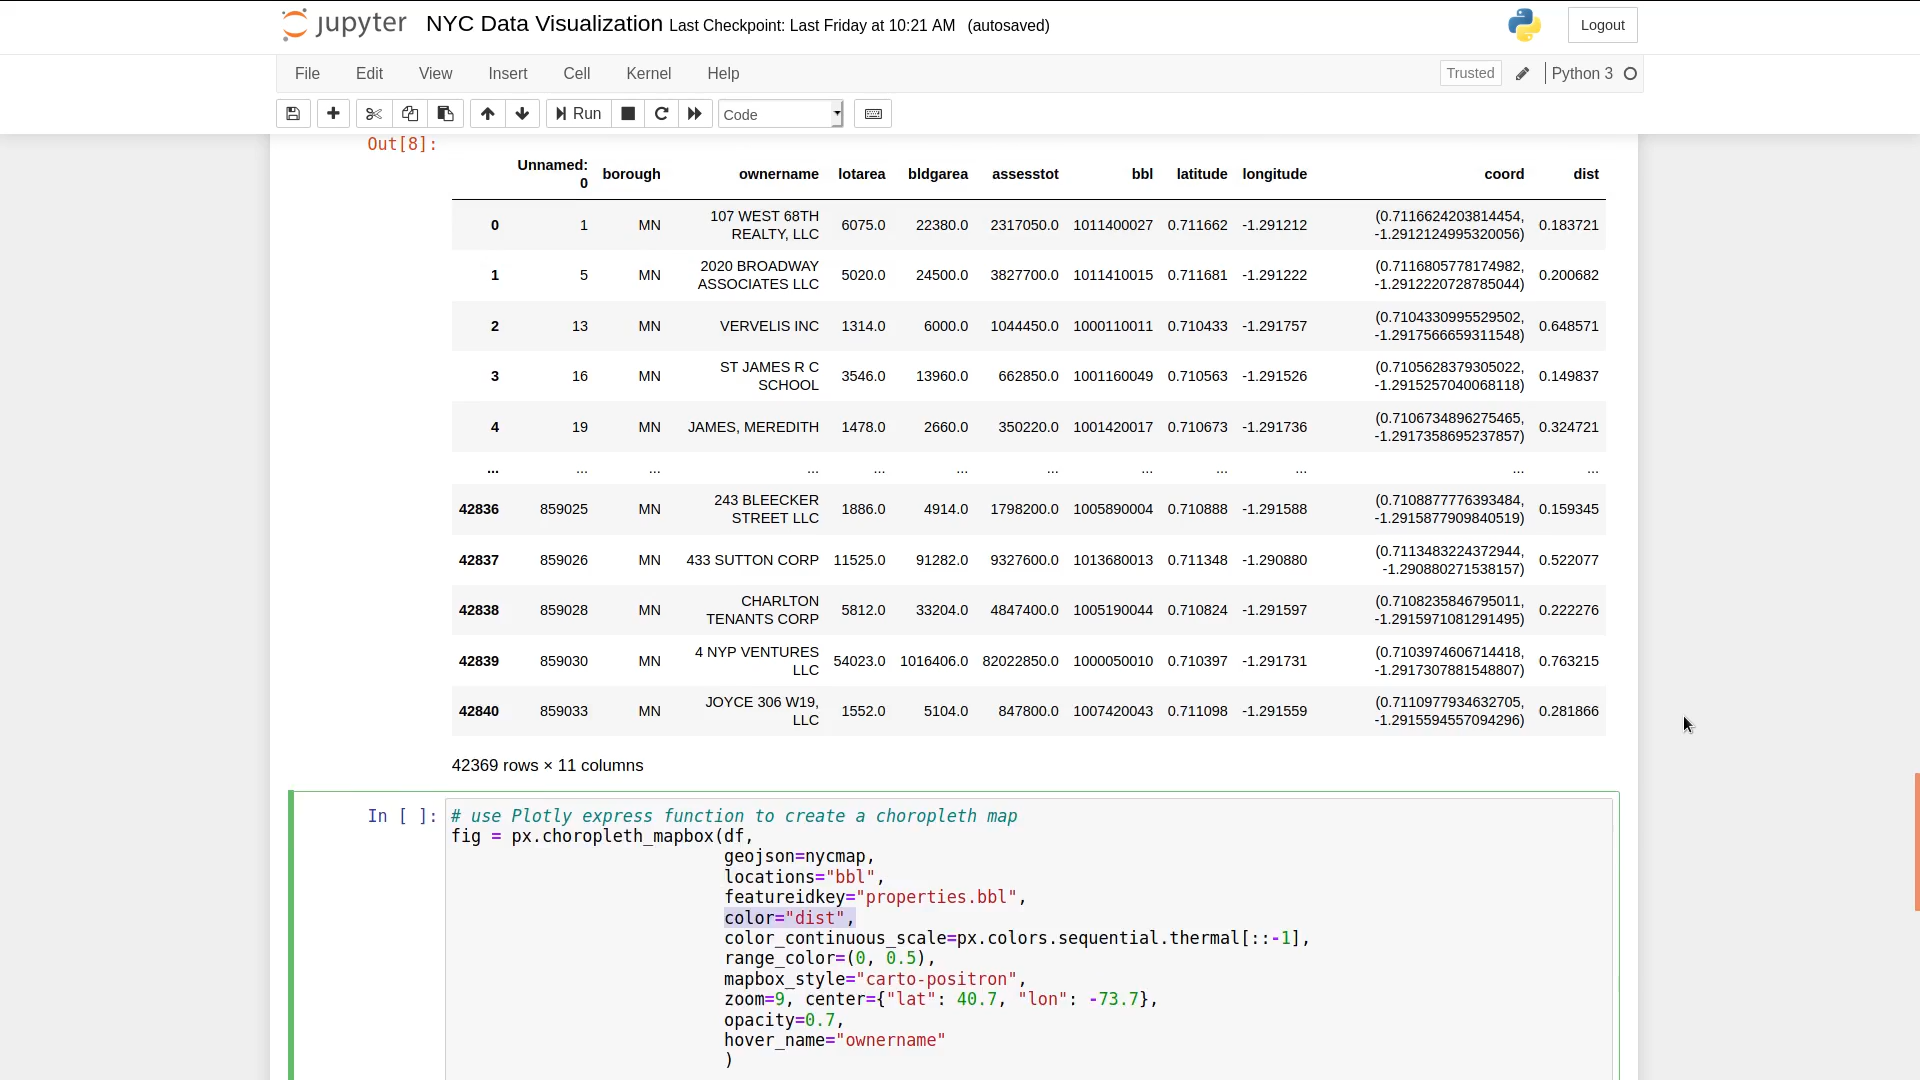 jupyter NYC Data Visualization Last Checkpoint: Last Friday at 10:21 AM (autosaved) Logout
File Edit View Insert Cell Kernel Help Trusted Python 3
Run Code
Out[8]:
Unnamed: 0 borough ownername lotarea bldgarea assesstot bbl latitude longitude coord dist
0 1 MN 107 WEST 68TH REALTY, LLC 6075.0 22380.0 2317050.0 1011400027 0.711662 -1.291212 (0.7116624203814454, -1.2912124995320056) 0.183721
1 5 MN 2020 BROADWAY ASSOCIATES LLC 5020.0 24500.0 3827700.0 1011410015 0.711681 -1.291222 (0.7116805778174982, -1.2912220728785044) 0.200682
2 13 MN VERVELIS INC 1314.0 6000.0 1044450.0 1000110011 0.710433 -1.291757 (0.7104330995529502, -1.2917566659311548) 0.648571
3 16 MN ST JAMES R C SCHOOL 3546.0 13960.0 662850.0 1001160049 0.710563 -1.291526 (0.7105628379305022, -1.2915257040068118) 0.149837
4 19 MN JAMES, MEREDITH 1478.0 2660.0 350220.0 1001420017 0.710673 -1.291736 (0.7106734896275465, -1.2917358695237857) 0.324721
... ... ... ... ... ... ... ... ... ... ... ...
42836 859025 MN 243 BLEECKER STREET LLC 1886.0 4914.0 1798200.0 1005890004 0.710888 -1.291588 (0.7108877776393484, -1.2915877909840519) 0.159345
42837 859026 MN 433 SUTTON CORP 11525.0 91282.0 9327600.0 1013680013 0.711348 -1.290880 (0.7113483224372944, -1.290880271538157) 0.522077
42838 859028 MN CHARLTON TENANTS CORP 5812.0 33204.0 4847400.0 1005190044 0.710824 -1.291597 (0.7108235846795011, -1.2915971081291495) 0.222276
42839 859030 MN 4 NYP VENTURES LLC 54023.0 1016406.0 82022850.0 1000050010 0.710397 -1.291731 (0.7103974606714418, -1.2917307881548807) 0.763215
42840 859033 MN JOYCE 306 W19, LLC 1552.0 5104.0 847800.0 1007420043 0.711098 -1.291559 (0.7110977934632705, -1.2915594557094296) 0.281866
42369 rows × 11 columns
In [ ]: # use Plotly express function to create a choropleth map
fig = px.choropleth_mapbox(df,
geojson=nycmap,
locations="bbl",
featureidkey="properties.bbl",
color="dist",
color_continuous_scale=px.colors.sequential.thermal[::-1],
range_color=(0, 0.5),
mapbox_style="carto-positron",
zoom=9, center={"lat": 40.7, "lon": -73.7},
opacity=0.7,
hover_name="ownername"
)